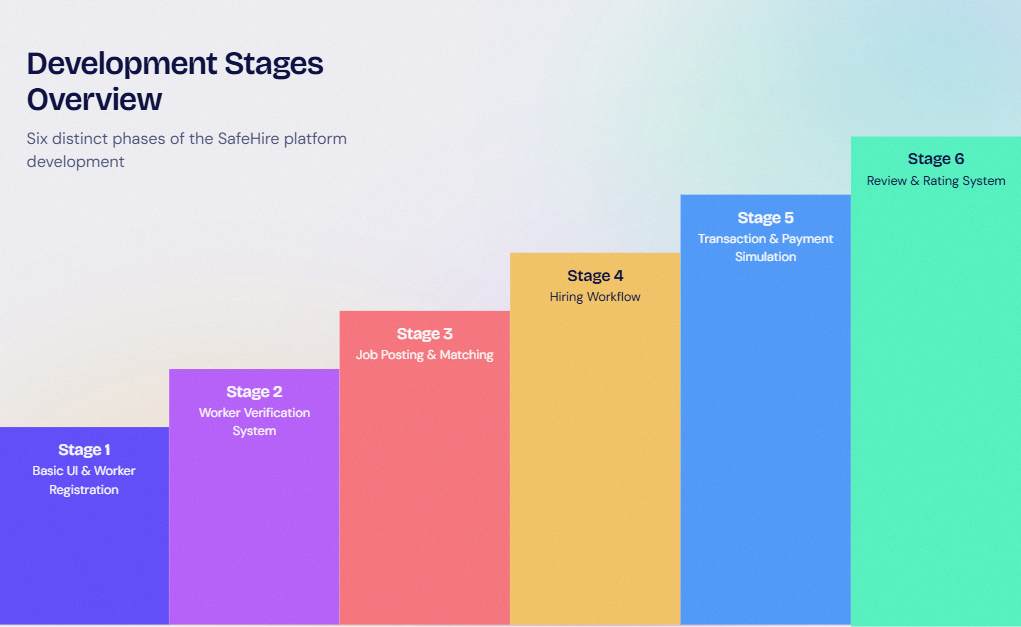 Development Stages
Overview
Six distinct phases of the SafeHire platform
development
Stage 1
Basic UI & Worker
Registration
Stage 2
Worker Verification
System
Stage 3
Job Posting & Matching
Stage 4
Hiring Workflow
Stage 5
Transaction & Payment
Simulation
Stage 6
Review & Rating System